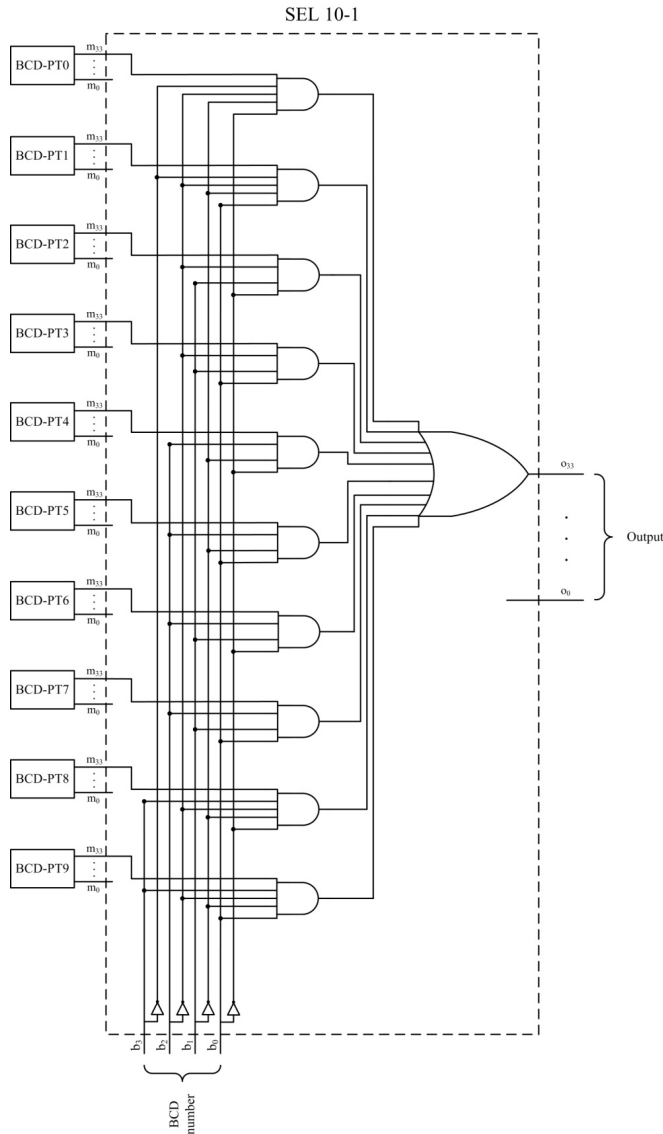 SEL 10-1
BCD-PT0
m33
m0
BCD-PT1
m33
m0
BCD-PT2
m33
m0
BCD-PT3
m33
m0
BCD-PT4
m33
m0
BCD-PT5
m33
m0
BCD-PT6
m33
m0
BCD-PT7
m33
m0
BCD-PT8
m33
m0
BCD-PT9
m33
m0
o33
Output
o0
b3
b2
b1
b0
BCD
number